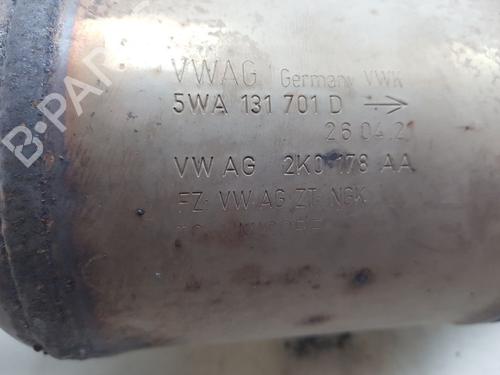 VWAG Germany VWK
5WA 131 701 D →
26.04.21
VW AG 2K0 178 AA
FZ: VW AG ZT: NGK
B-PARTS